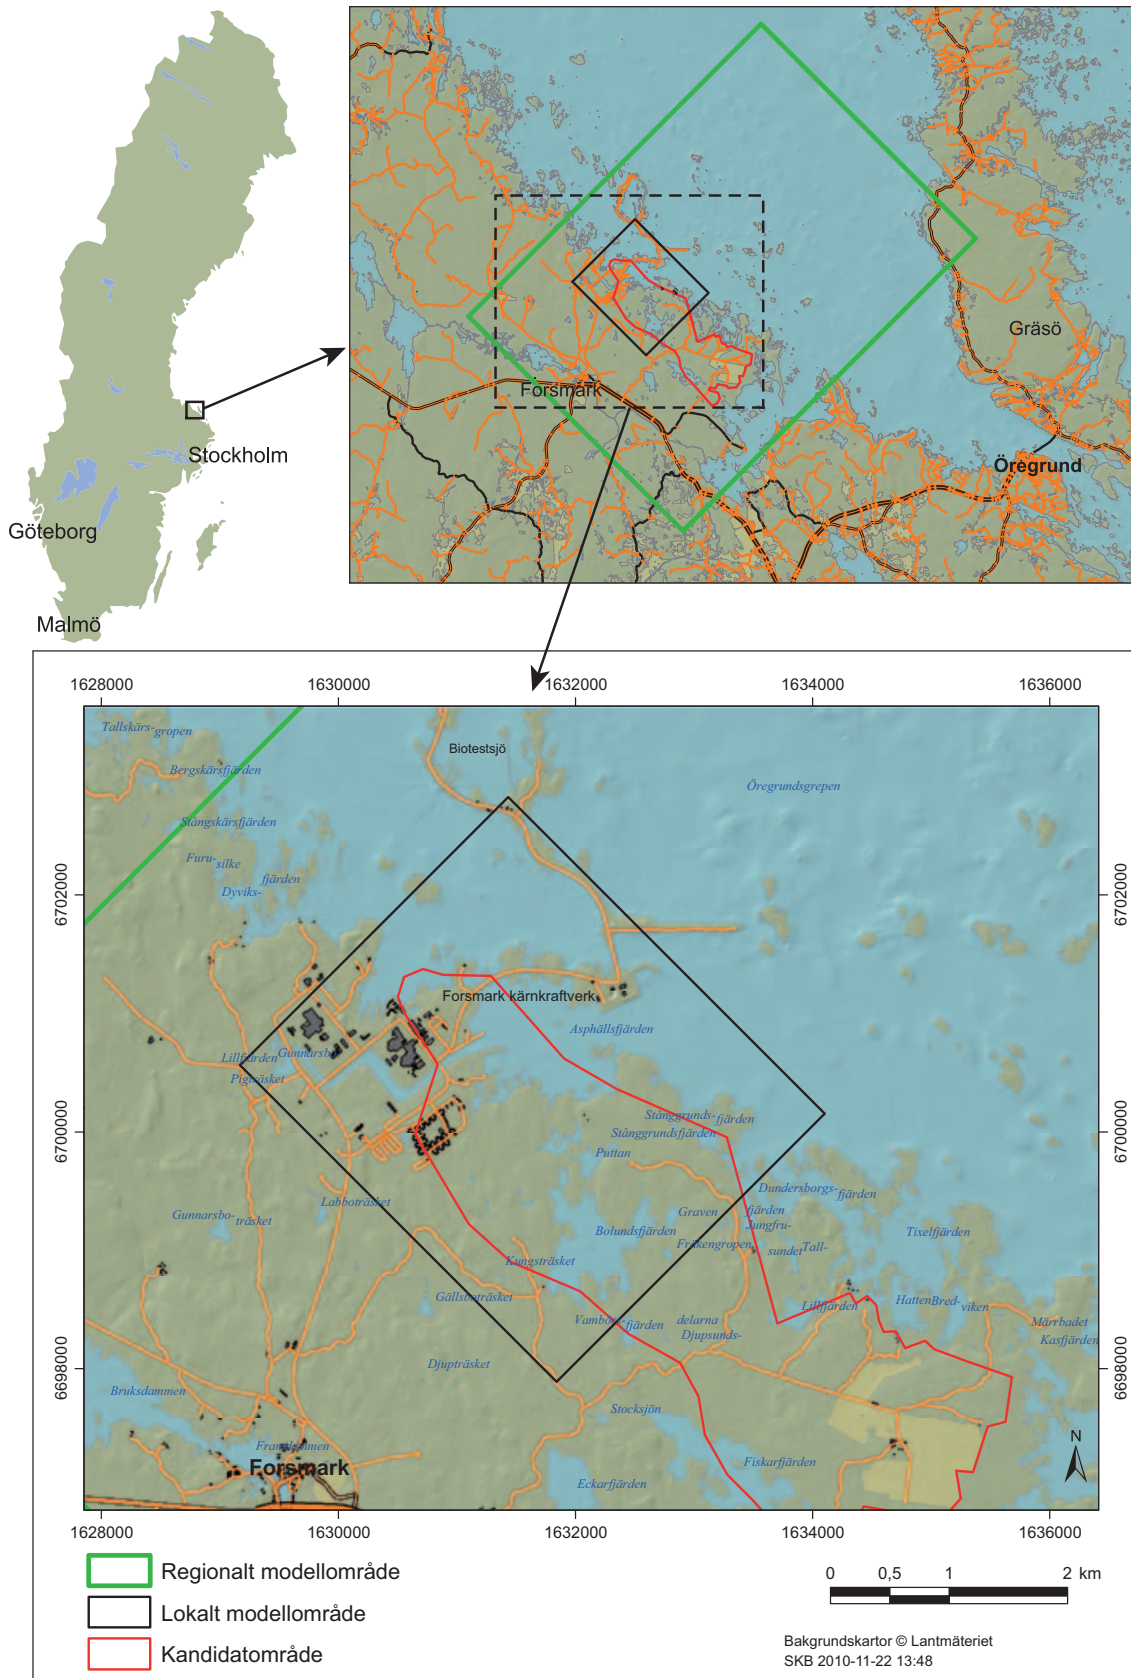 Stockholm
Göteborg
Malmö
Gräsö
Forsmark
Öregrund
1628000 1630000 1632000 1634000 1636000
Tallskärs-gropen
Biotestsjö
Bergskärsfjärden
Öregrundsgrepen
Stångskärsfjärden
Furu-silke
fjärden
Dyviks-
6702000 6702000
Forsmark kärnkraftverk
Asphällsfjärden
Lillfjärden
Gunnarsbo
Stånggrunds-fjärden
Stånggrundsfjärden
6700000 6700000
Puttan
Dundersborgs-fjärden
Labboträsket
Graven
fjärden
Gunnarsbo-träsket
Bolundsfjärden
Jungfru-
sundet
Tall-
Tixelfjärden
Fräkengropen
Kungsträsket
Gällsboträsket
Lillfjärden
Hatten
Bred-viken
Vambörs-fjärden
delarna
Märrbadet
Djupsunds-
Kasfjärden
Djupträsket
6698000 6698000
Bruksdammen
Stocksjön
Forsmark
Fiskarfjärden
Eckarfjärden
N
1628000 1630000 1632000 1634000 1636000
Regionalt modellområde
Lokalt modellområde
Kandidatområde
0 0,5 1 2 km
Bakgrundskartor © Lantmäteriet
SKB 2010-11-22 13:48